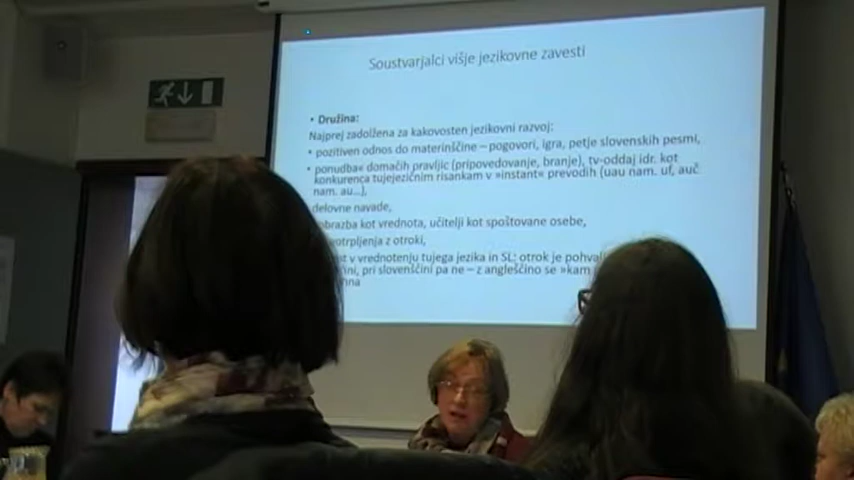 Soustvarjalci višje jezikovne zavesti
• Družina:
Najprej zadolžena za kakovosten jezikovni razvoj:
• pozitiven odnos do materinščine – pogovori, igra, petje slovenskih pesmi,
• ponudba« domačih pravljic (pripovedovanje, branje), tv-oddaj idr. kot
konkurenca tujejezičnim risankam v »instant« prevodih (uau nam. uf, auč
nam. au...),
delovne navade,
obrazba kot vrednota, učitelji kot spoštovane osebe,
potrpljenja z otroki,
st v vrednotenju tujega jezika in SL: otrok je pohval
ini, pri slovenščini pa ne – z angleščino se »kam